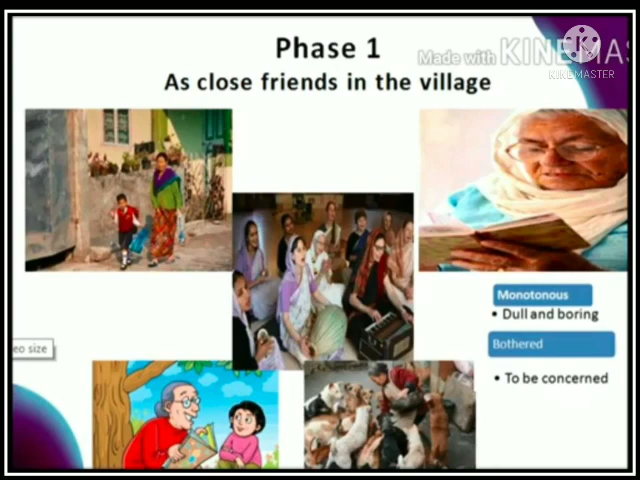 Phase 1
Made with KINEMAS
KINEMASTER
As close friends in the village
Monotonous
• Dull and boring
Bothered
eo size
• To be concerned